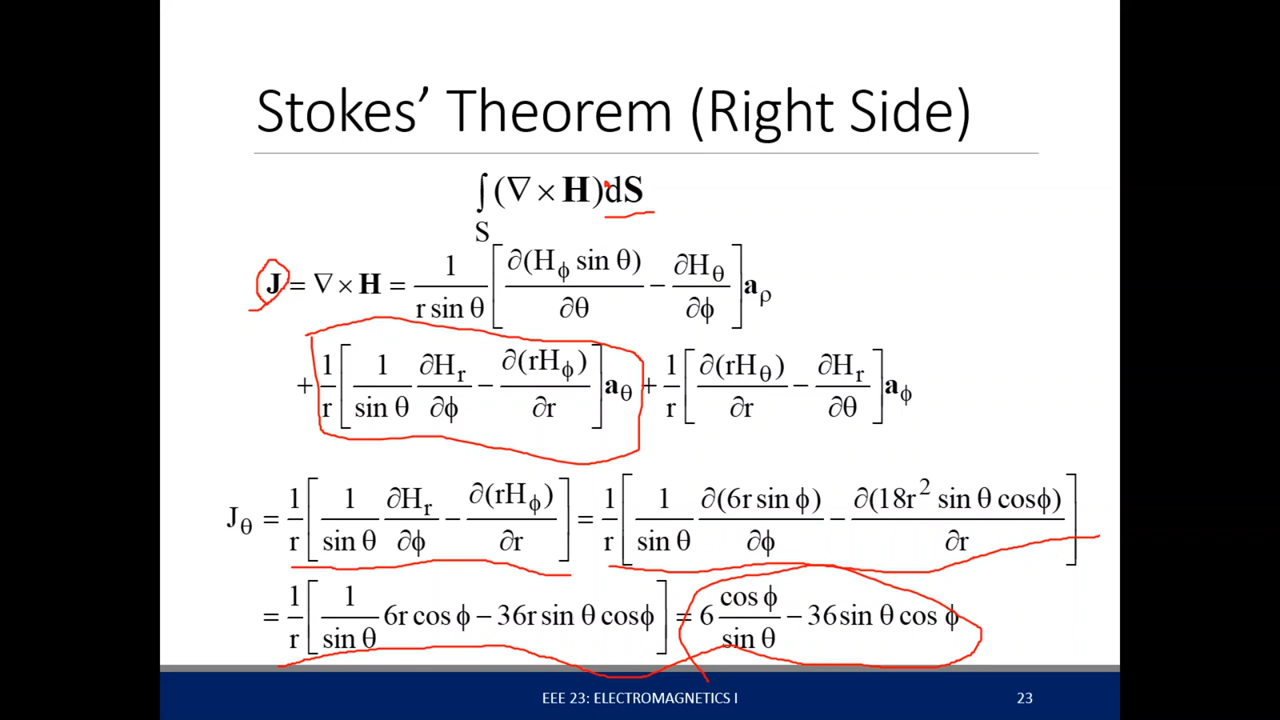 Stokes’ Theorem (Right Side)
∫_S (∇ × H)dS
J = ∇ × H = 1/(r sin θ) [∂(H_ϕ sin θ)/∂θ − ∂H_θ/∂ϕ] a_ρ
+ 1/r [1/(sin θ) ∂H_r/∂ϕ − ∂(rH_ϕ)/∂r] a_θ + 1/r [∂(rH_θ)/∂r − ∂H_r/∂θ] a_ϕ
J_θ = 1/r [1/(sin θ) ∂H_r/∂ϕ − ∂(rH_ϕ)/∂r] = 1/r [1/(sin θ) ∂(6r sin ϕ)/∂ϕ − ∂(18r² sin θ cosϕ)/∂r]
= 1/r [1/(sin θ) 6r cos ϕ − 36r sin θ cosϕ] = 6 cos ϕ/sin θ − 36 sin θ cos ϕ
EEE 23: ELECTROMAGNETICS I
23